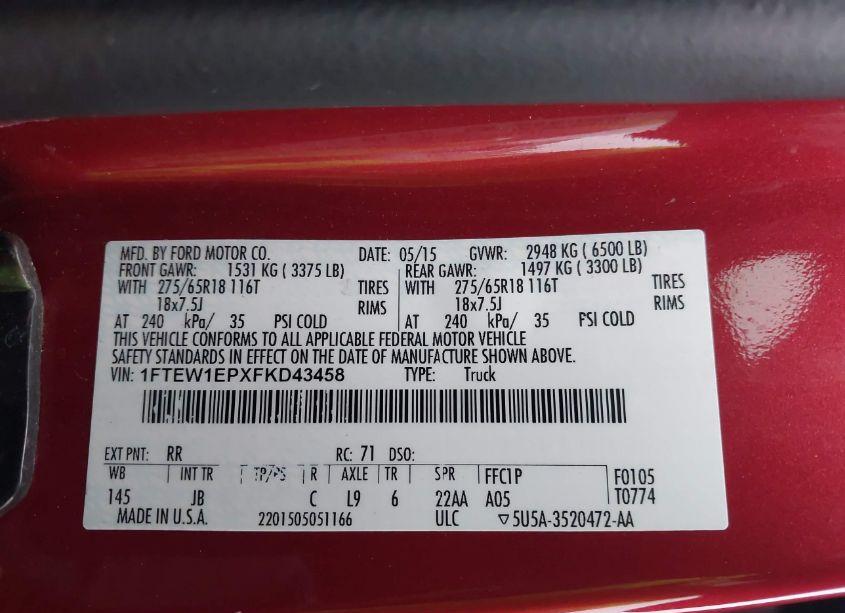 MFD. BY FORD MOTOR CO. DATE: 05/15 GVWR: 2948 KG ( 6500 LB)
FRONT GAWR: 1531 KG ( 3375 LB) REAR GAWR: 1497 KG ( 3300 LB)
WITH 275/65R18 116T TIRES WITH 275/65R18 116T TIRES
18x7.5J RIMS 18x7.5J RIMS
AT 240 kPa/ 35 PSI COLD AT 240 kPa/ 35 PSI COLD
THIS VEHICLE CONFORMS TO ALL APPLICABLE FEDERAL MOTOR VEHICLE
SAFETY STANDARDS IN EFFECT ON THE DATE OF MANUFACTURE SHOWN ABOVE.
VIN: 1FTEW1EPXFKD43458 TYPE: Truck
EXT PNT: RR RC: 71 DSO:
WB INT TR TP/PS R AXLE TR SPR FFC1P F0105
145 JB C L9 6 22AA A05 T0774
MADE IN U.S.A. 2201505051166 ULC ▽5U5A-3520472-AA